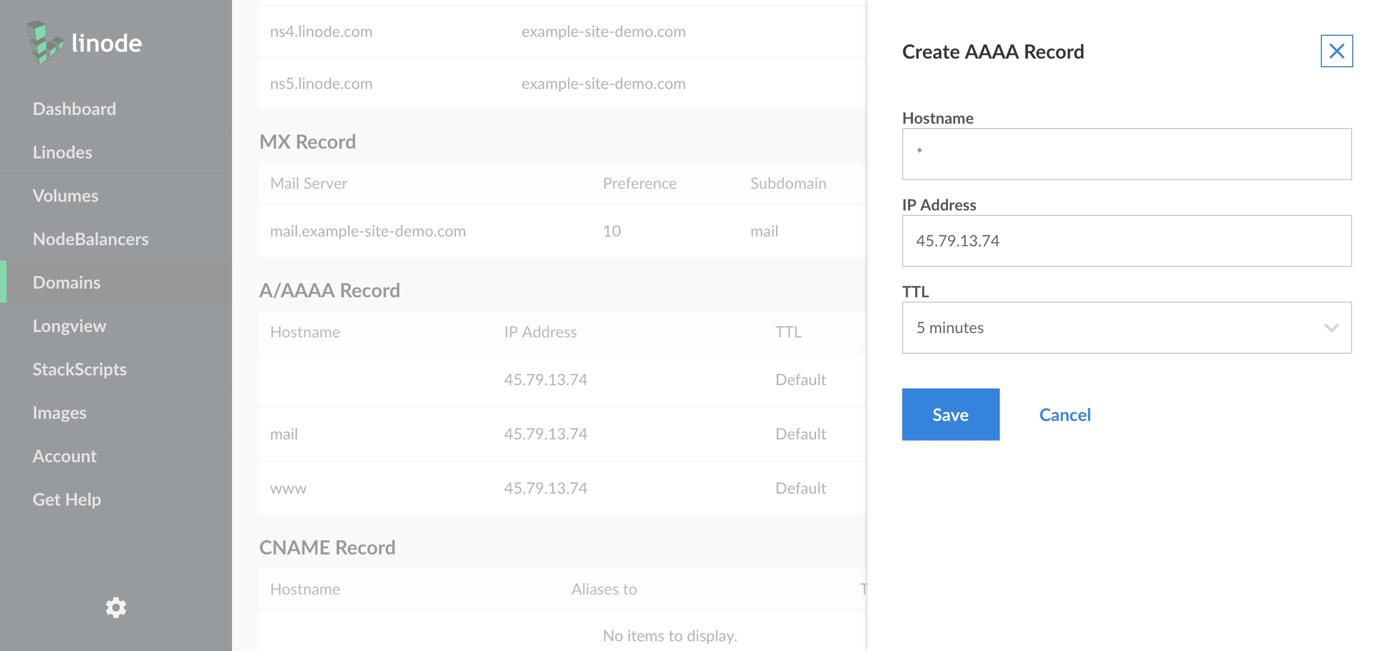 linode
Dashboard
Linodes
Volumes
NodeBalancers
Domains
Longview
StackScripts
Images
Account
Get Help
ns4.linode.com example-site-demo.com
ns5.linode.com example-site-demo.com
MX Record
Mail Server Preference Subdomain
mail.example-site-demo.com 10 mail
A/AAAA Record
Hostname IP Address TTL
45.79.13.74 Default
mail 45.79.13.74 Default
www 45.79.13.74 Default
CNAME Record
Hostname Aliases to T
No items to display.
Create AAAA Record
Hostname
*
IP Address
45.79.13.74
TTL
5 minutes
Save Cancel